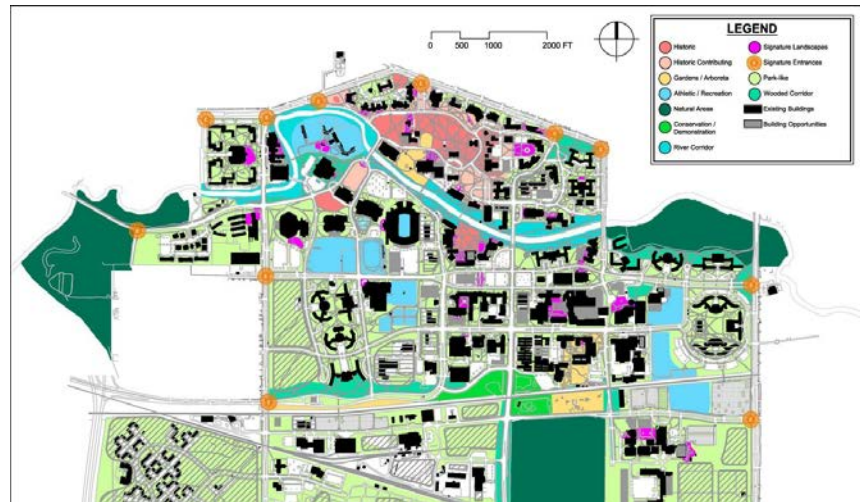 LEGEND
Historic
Historic Contributing
Gardens / Arboreta
Athletic / Recreation
Natural Areas
Conservation /
Demonstration
River Corridor
Signature Landscapes
Signature Entrances
Park-like
Wooded Corridor
Existing Buildings
Building Opportunities
0 500 1000 2000 FT